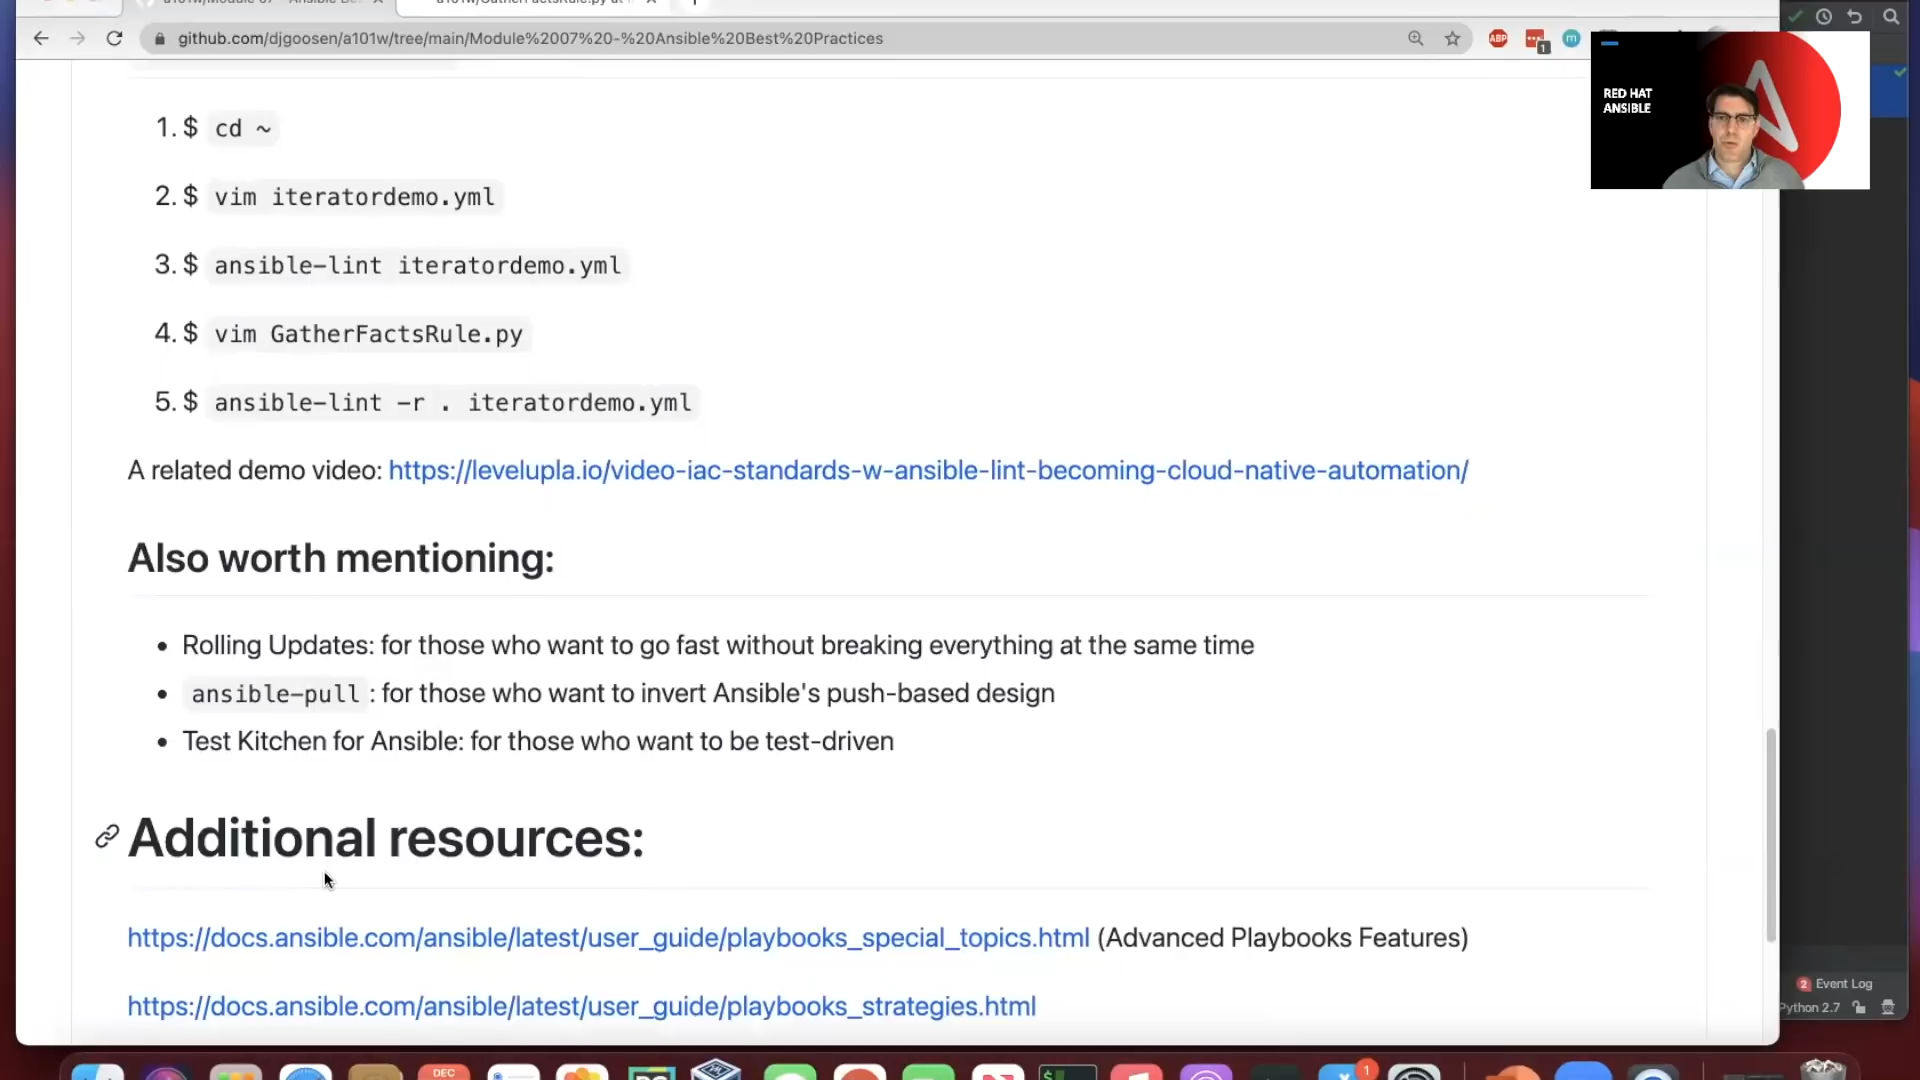 github.com/djgoosen/a101w/tree/main/Module%2007%20-%20Ansible%20Best%20Practices
ABP
1
m
RED HAT
ANSIBLE
1. $ cd ~
2. $ vim iteratordemo.yml
3. $ ansible-lint iteratordemo.yml
4. $ vim GatherFactsRule.py
5. $ ansible-lint -r . iteratordemo.yml
A related demo video: https://levelupla.io/video-iac-standards-w-ansible-lint-becoming-cloud-native-automation/
Also worth mentioning:
• Rolling Updates: for those who want to go fast without breaking everything at the same time
• ansible-pull : for those who want to invert Ansible's push-based design
• Test Kitchen for Ansible: for those who want to be test-driven
Additional resources:
https://docs.ansible.com/ansible/latest/user_guide/playbooks_special_topics.html (Advanced Playbooks Features)
https://docs.ansible.com/ansible/latest/user_guide/playbooks_strategies.html
2 Event Log
Python 2.7
DEC
1